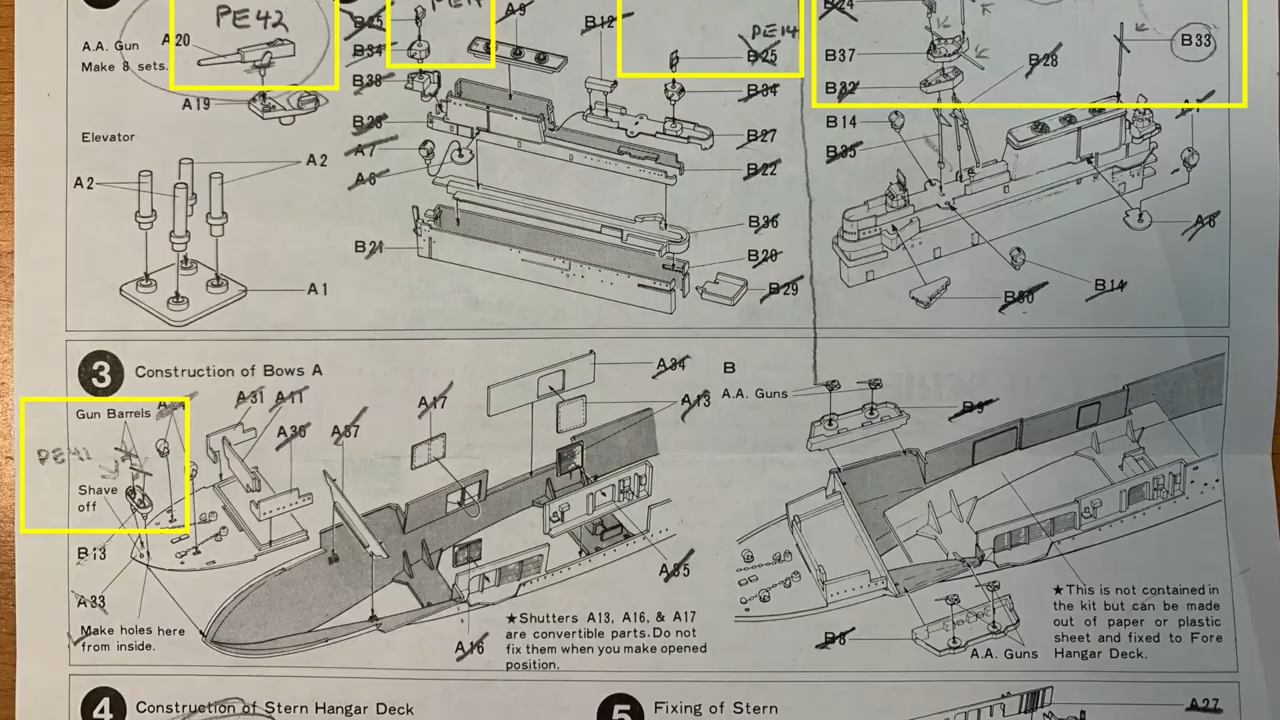 PE42
A.A. Gun
Make 8 sets.
A20
A19
Elevator
A2
A2
A1
B25
B34
B38
B23
A7
A6
B21
A9
B12
PE14
B25
B34
B27
B22
B36
B20
B29
B24
B37
B32
B14
B35
B28
B33
A6
B30
B14
3 Construction of Bows A
Gun Barrels
PE41
Shave
off
B13
A33
Make holes here
from inside.
A31
A11
A36
A37
A17
A34
A13
A35
A16
★Shutters A13, A16, & A17
are convertible parts. Do not
fix them when you make opened
position.
B
A.A. Guns
B9
B8
A.A. Guns
★This is not contained in
the kit but can be made
out of paper or plastic
sheet and fixed to Fore
Hangar Deck.
4 Construction of Stern Hangar Deck
5 Fixing of Stern
A27